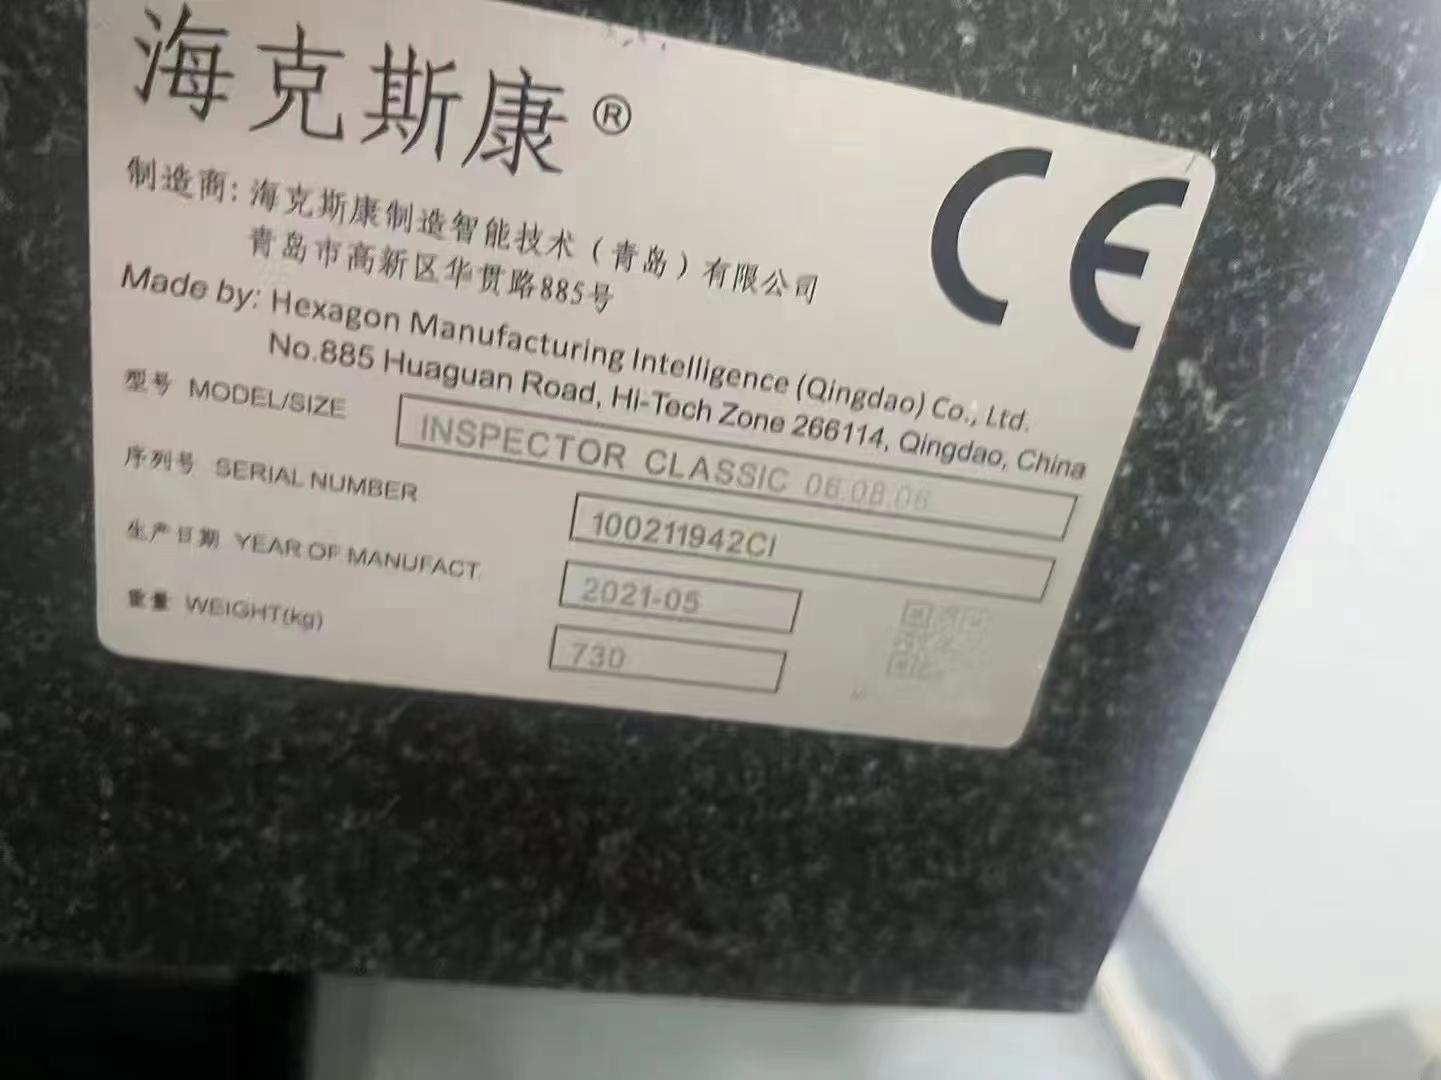 海克斯康®
CE
制造商: 海克斯康制造智能技术（青岛）有限公司
青岛市高新区华贯路885号
Made by: Hexagon Manufacturing Intelligence (Qingdao) Co., Ltd.
No.885 Huaguan Road, Hi-Tech Zone 266114, Qingdao, China
型号 MODEL/SIZE INSPECTOR CLASSIC 06.08.06
序列号 SERIAL NUMBER 100211942CI
生产日期 YEAR OF MANUFACT. 2021-05
重量 WEIGHT(kg) 730